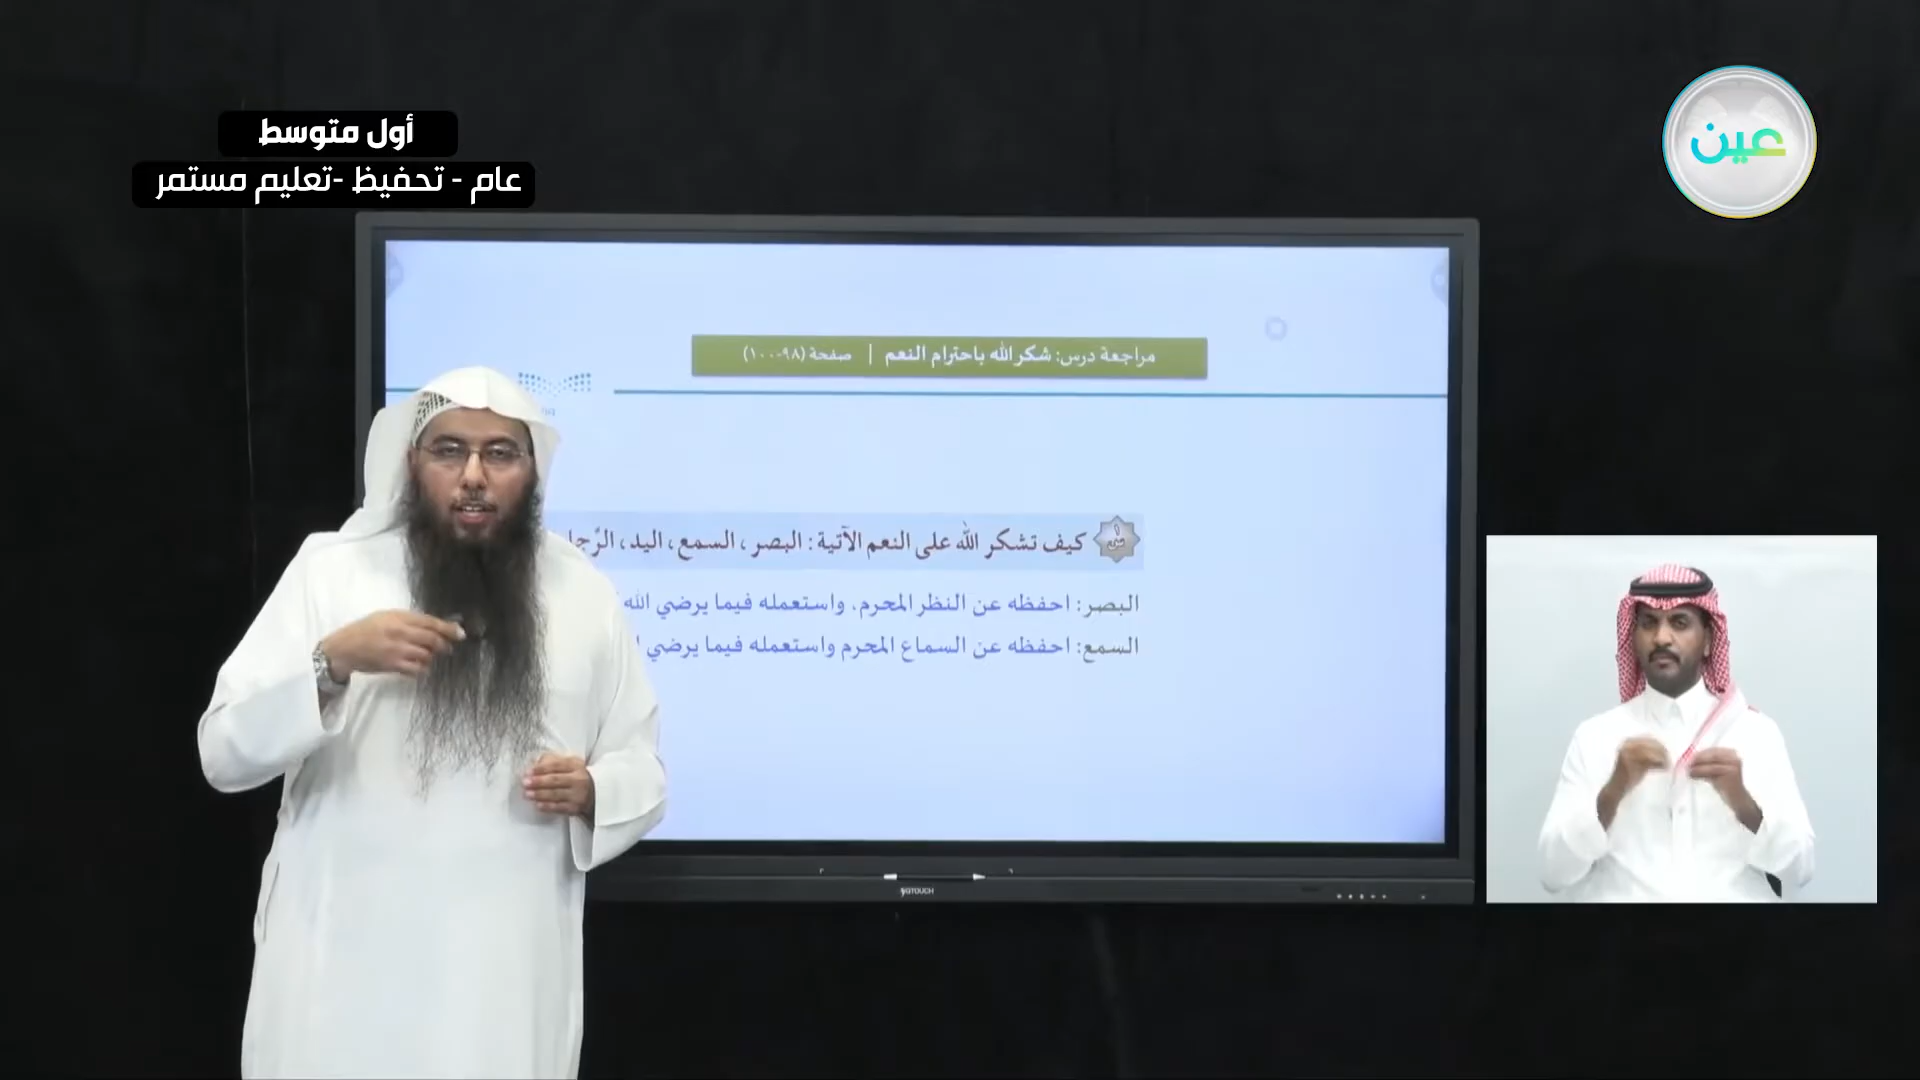 أول متوسط
عام - تحفيظ -تعليم مستمر
عين
مراجعة درس: شكر الله باحترام النعم | صفحة (٩٨-١٠٠)
س١ كيف تشكر الله على النعم الآتية: البصر، السمع، اليد،
البصر: احفظه عن النظر المحرم، واستعمله فيما يرضي الله
السمع: احفظه عن السماع المحرم واستعمله فيما يرضي